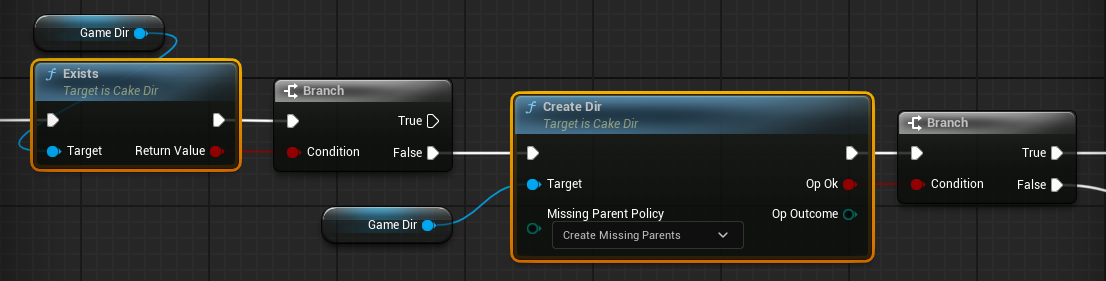 Game Dir
Exists
Target is Cake Dir
Target
Return Value
Branch
Condition
True
False
Game Dir
Create Dir
Target is Cake Dir
Target
Missing Parent Policy
Create Missing Parents
Op Ok
Op Outcome
Branch
Condition
True
False